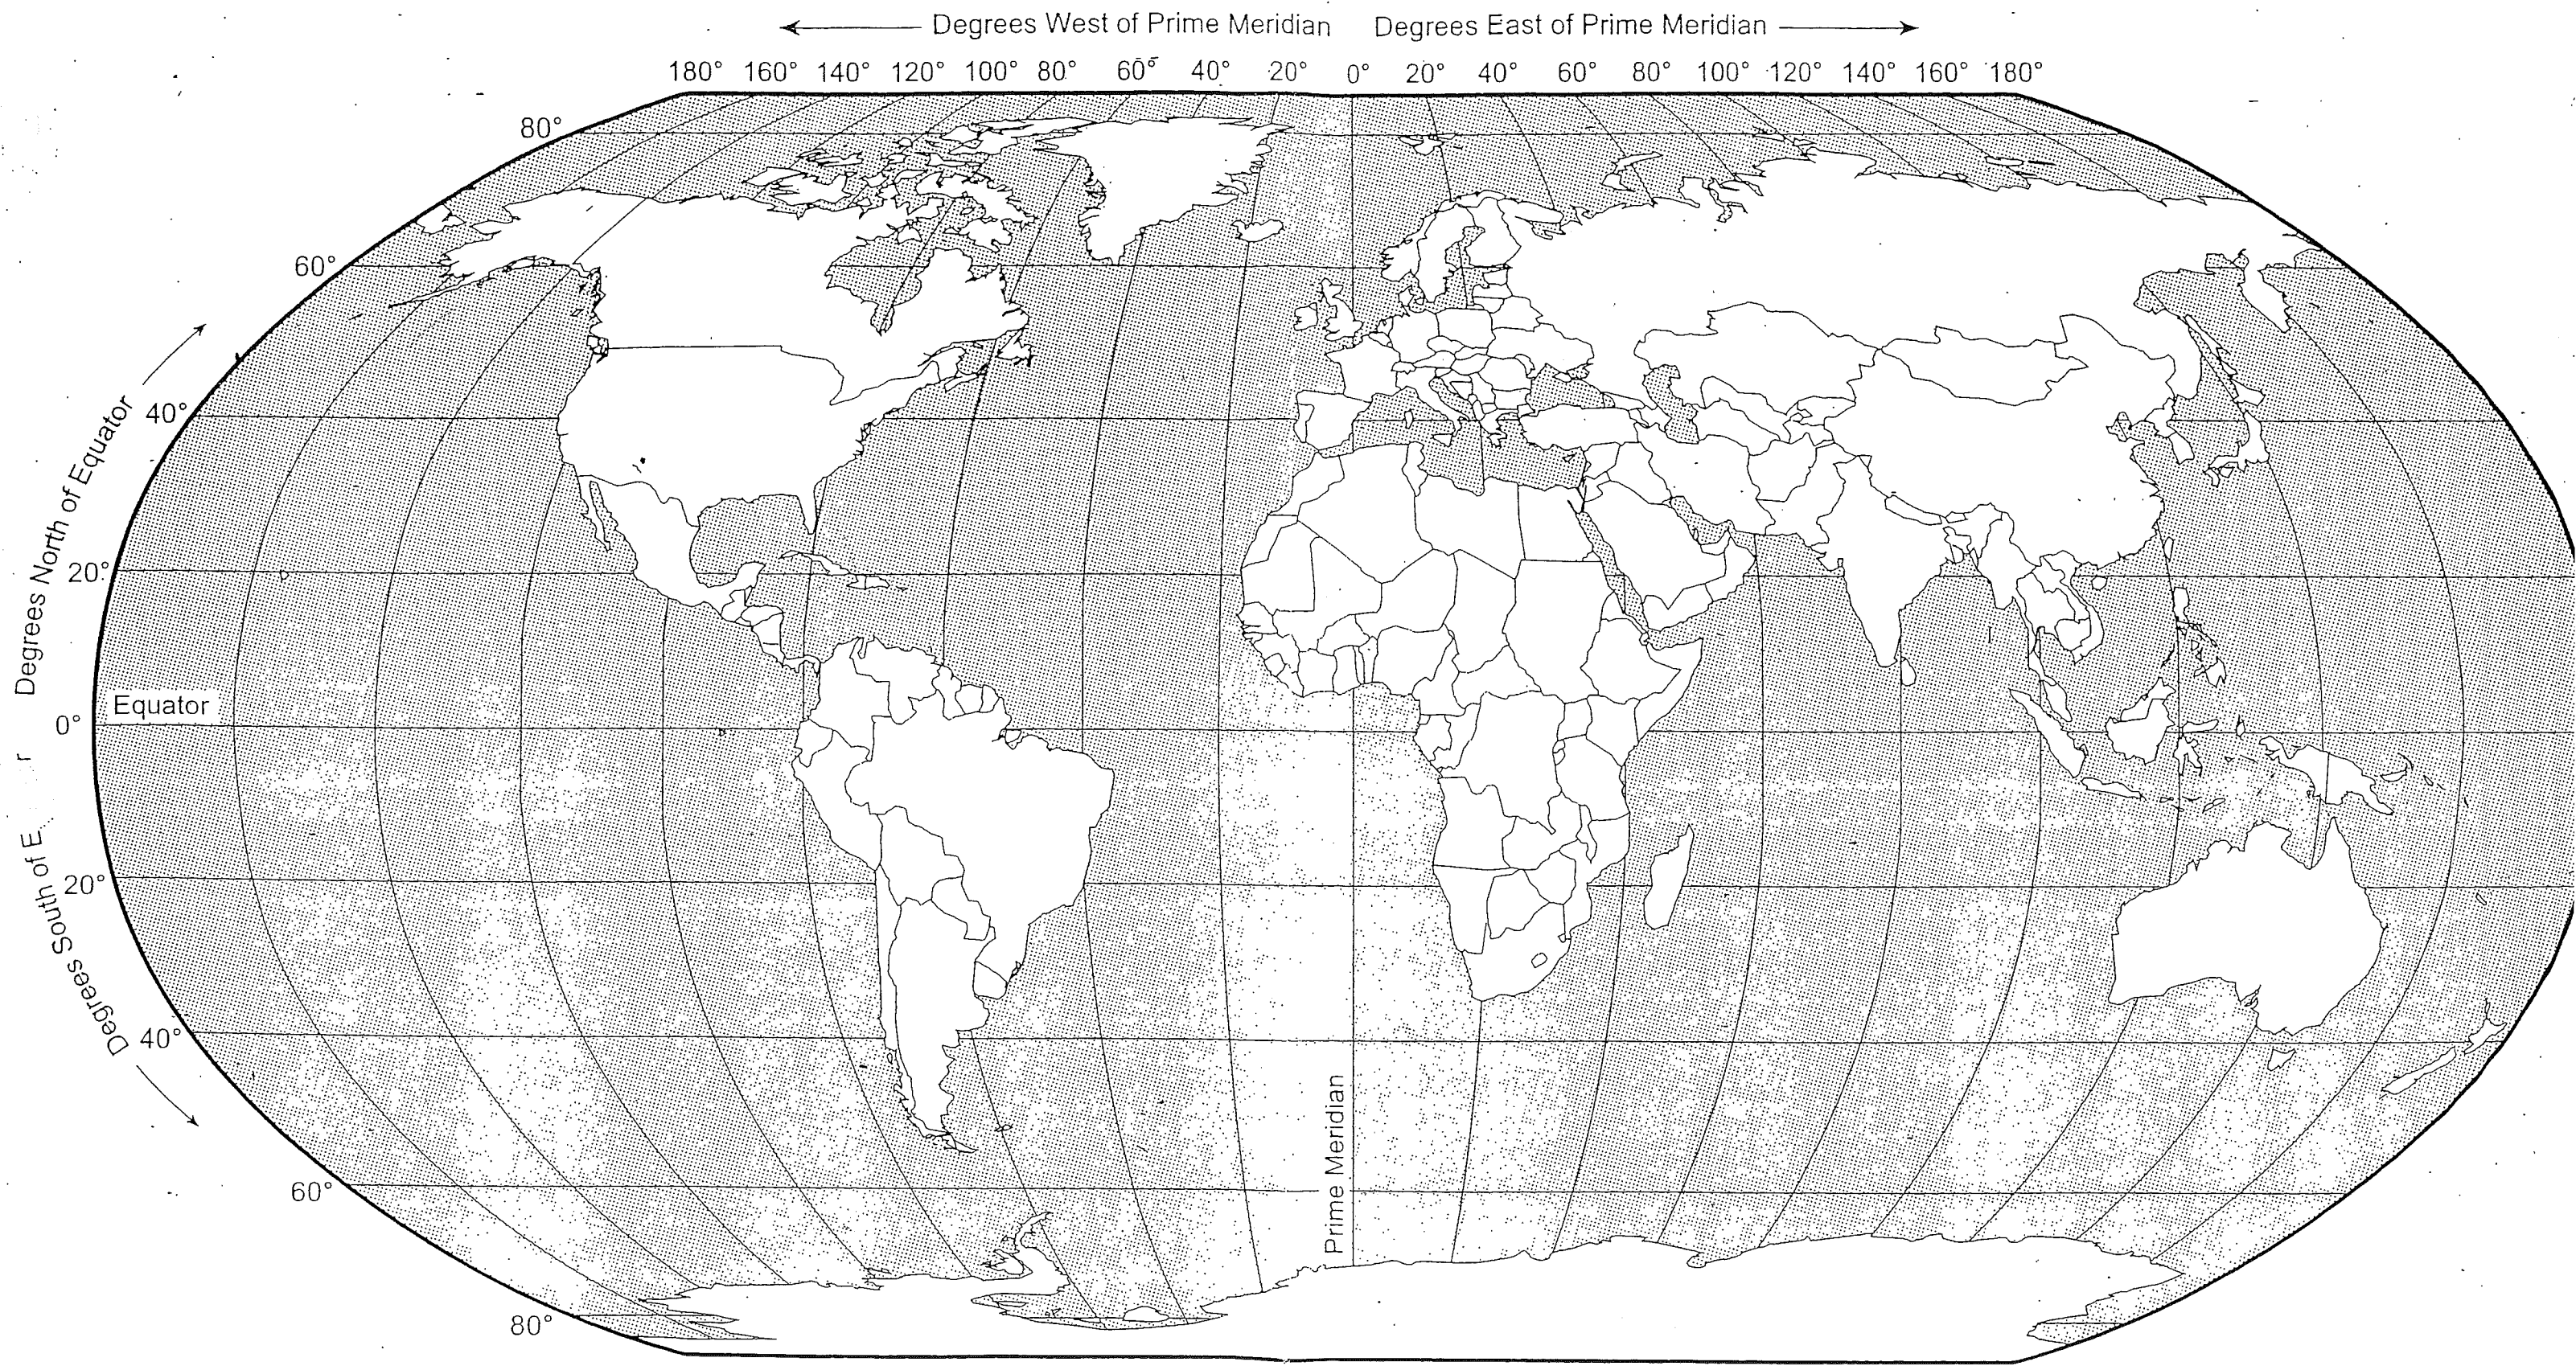 Degrees West of Prime Meridian Degrees East of Prime Meridian
180° 160° 140° 120° 100° 80° 60° 40° 20° 0° 20° 40° 60° 80° 100° 120° 140° 160° 180°
80°
60°
40°
Degrees North of Equator
20°
Equator
0°
r
Degrees South of E
20°
40°
Prime Meridian
60°
80°